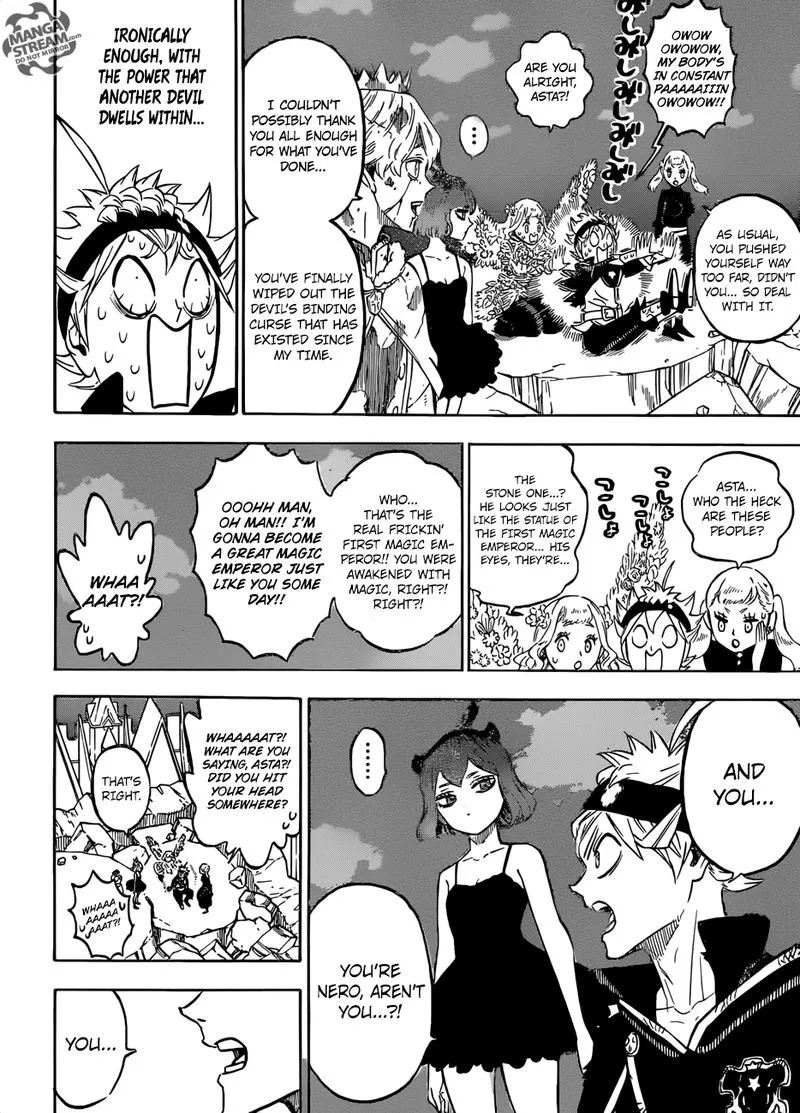 MANGA
STREAM.COM
DO NOT MIRROR
OWOW
OWOWOW,
MY BODY'S
IN CONSTANT
PAAAAAIIIN
OWOWOW!!
ARE YOU
ALRIGHT,
ASTA?!
AS USUAL,
YOU PUSHED
YOURSELF WAY
TOO FAR, DIDN'T
YOU... SO DEAL
WITH IT.
...
I COULDN'T
POSSIBLY THANK
YOU ALL ENOUGH
FOR WHAT YOU'VE
DONE...
YOU'VE FINALLY
WIPED OUT THE
DEVIL'S BINDING
CURSE THAT HAS
EXISTED SINCE
MY TIME.
IRONICALLY
ENOUGH, WITH
THE POWER THAT
ANOTHER DEVIL
DWELLS WITHIN...
ASTA...
WHO THE HECK
ARE THESE
PEOPLE?
THE
STONE ONE...?
HE LOOKS JUST
LIKE THE STATUE OF
THE FIRST MAGIC
EMPEROR... HIS
EYES, THEY'RE...
WHO...
THAT'S THE
REAL FRICKIN'
FIRST MAGIC EM-
PEROR!! YOU WERE
AWAKENED WITH
MAGIC, RIGHT?!
RIGHT?!
OOOHH MAN,
OH MAN!! I'M
GONNA BECOME
A GREAT MAGIC
EMPEROR JUST
LIKE YOU SOME
DAY!!
WHAA
AAAT?!
AND
YOU...
....
YOU'RE
NERO, AREN'T
YOU...?!
WHAAAAAT?!
WHAT ARE YOU
SAYING, ASTA?!
DID YOU HIT
YOUR HEAD
SOMEWHERE?
THAT'S
RIGHT.
WHAAA
AAAAA
AAAA
AAT?!
YOU...